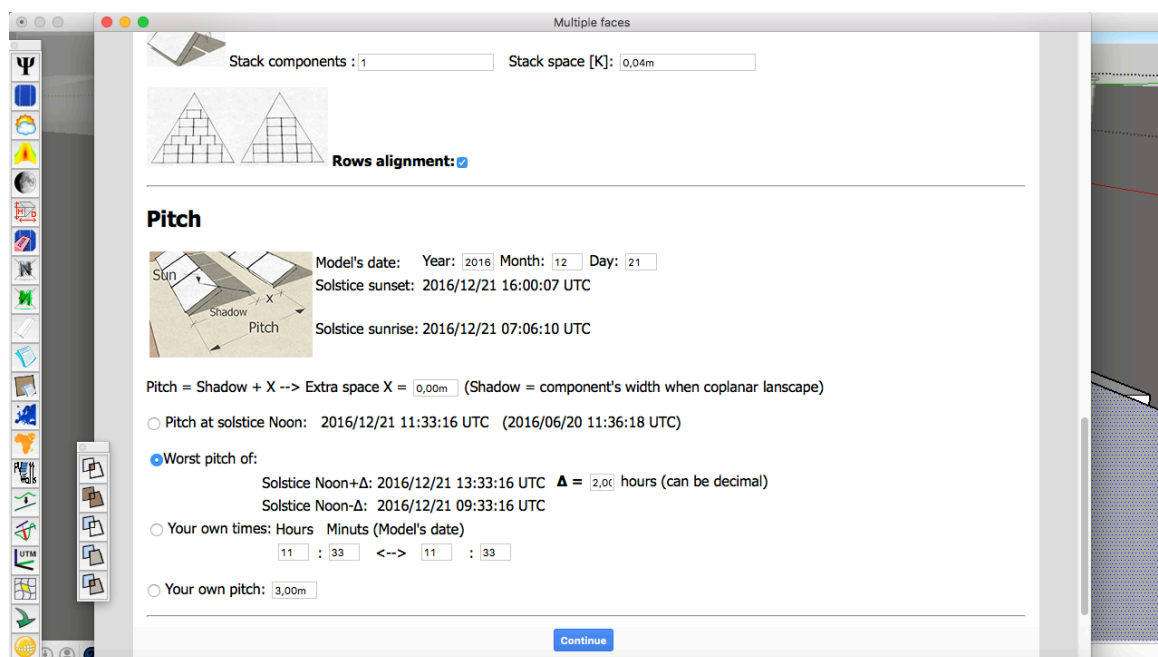 Multiple faces
Stack components : 1 Stack space [K]: 0,04m
Rows alignment:
Pitch
Sun
Shadow
X
Pitch
Model's date: Year: 2016 Month: 12 Day: 21
Solstice sunset: 2016/12/21 16:00:07 UTC
Solstice sunrise: 2016/12/21 07:06:10 UTC
Pitch = Shadow + X --> Extra space X = 0,00m (Shadow = component's width when coplanar lanscape)
Pitch at solstice Noon: 2016/12/21 11:33:16 UTC (2016/06/20 11:36:18 UTC)
Worst pitch of:
Solstice Noon+Δ: 2016/12/21 13:33:16 UTC Δ = 2,00 hours (can be decimal)
Solstice Noon-Δ: 2016/12/21 09:33:16 UTC
Your own times: Hours Minuts (Model's date)
11 : 33 <--> 11 : 33
Your own pitch: 3,00m
Continue
Ψ
H
N
N
UTM